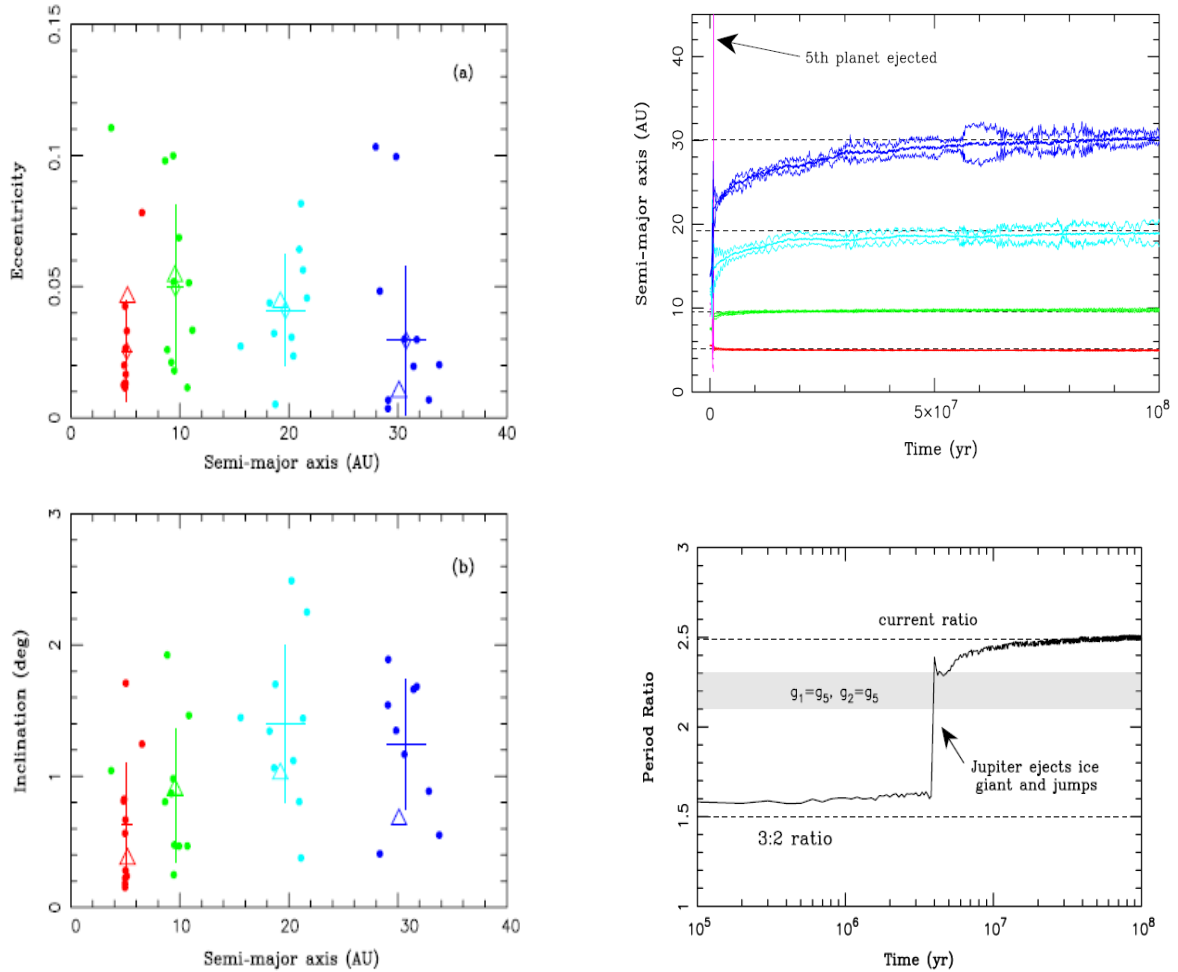 0.15
0.1
0.05
0
Eccentricity
(a)
0 10 20 30 40
Semi-major axis (AU)
40
30
20
10
0
Semi-major axis (AU)
5th planet ejected
0 5×10⁷ 10⁸
Time (yr)
3
2
1
0
Inclination (deg)
(b)
0 10 20 30 40
Semi-major axis (AU)
3
2.5
2
1.5
1
Period Ratio
current ratio
g₁=g₅, g₂=g₅
Jupiter ejects ice
giant and jumps
3:2 ratio
10⁵ 10⁶ 10⁷ 10⁸
Time (yr)